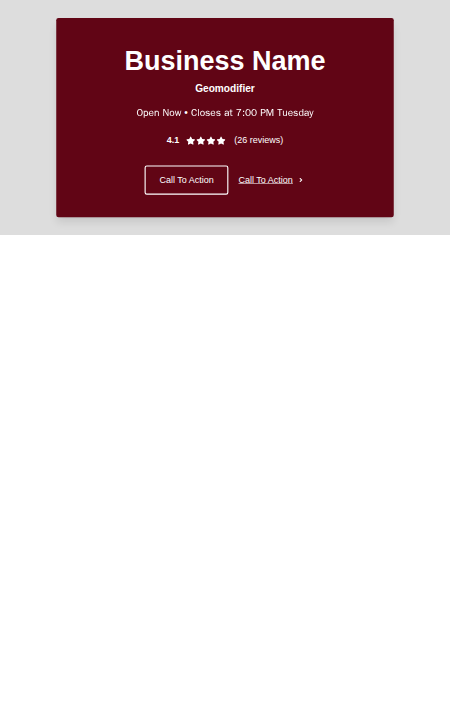 Business Name
Geomodifier
Open Now • Closes at 7:00 PM Tuesday
4.1 (26 reviews)
Call To Action Call To Action ›